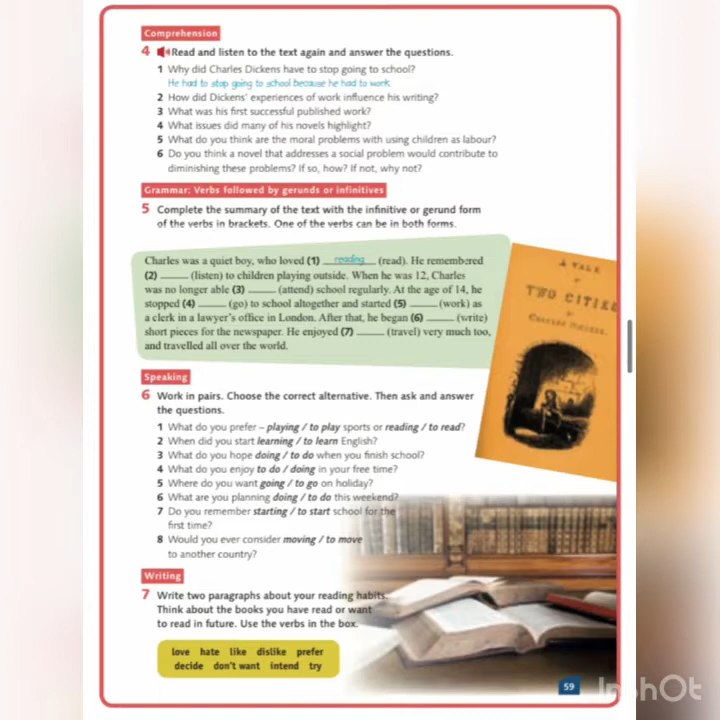 Comprehension
4 Read and listen to the text again and answer the questions.
1 Why did Charles Dickens have to stop going to school?
He had to stop going to school because he had to work.
2 How did Dickens' experiences of work influence his writing?
3 What was his first successful published work?
4 What issues did many of his novels highlight?
5 What do you think are the moral problems with using children as labour?
6 Do you think a novel that addresses a social problem would contribute to
diminishing these problems? If so, how? If not, why not?
Grammar: Verbs followed by gerunds or infinitives
5 Complete the summary of the text with the infinitive or gerund form
of the verbs in brackets. One of the verbs can be in both forms.
Charles was a quiet boy, who loved (1) reading (read). He remembered
(2) ______ (listen) to children playing outside. When he was 12, Charles
was no longer able (3) ______ (attend) school regularly. At the age of 14, he
stopped (4) ______ (go) to school altogether and started (5) ______ (work) as
a clerk in a lawyer's office in London. After that, he began (6) ______ (write)
short pieces for the newspaper. He enjoyed (7) ______ (travel) very much too,
and travelled all over the world.
A TALE
OF
TWO CITIES
CHARLES DICKENS.
Speaking
6 Work in pairs. Choose the correct alternative. Then ask and answer
the questions.
1 What do you prefer – playing / to play sports or reading / to read?
2 When did you start learning / to learn English?
3 What do you hope doing / to do when you finish school?
4 What do you enjoy to do / doing in your free time?
5 Where do you want going / to go on holiday?
6 What are you planning doing / to do this weekend?
7 Do you remember starting / to start school for the
first time?
8 Would you ever consider moving / to move
to another country?
Writing
7 Write two paragraphs about your reading habits.
Think about the books you have read or want
to read in future. Use the verbs in the box.
love hate like dislike prefer
decide don't want intend try
59
InshOt